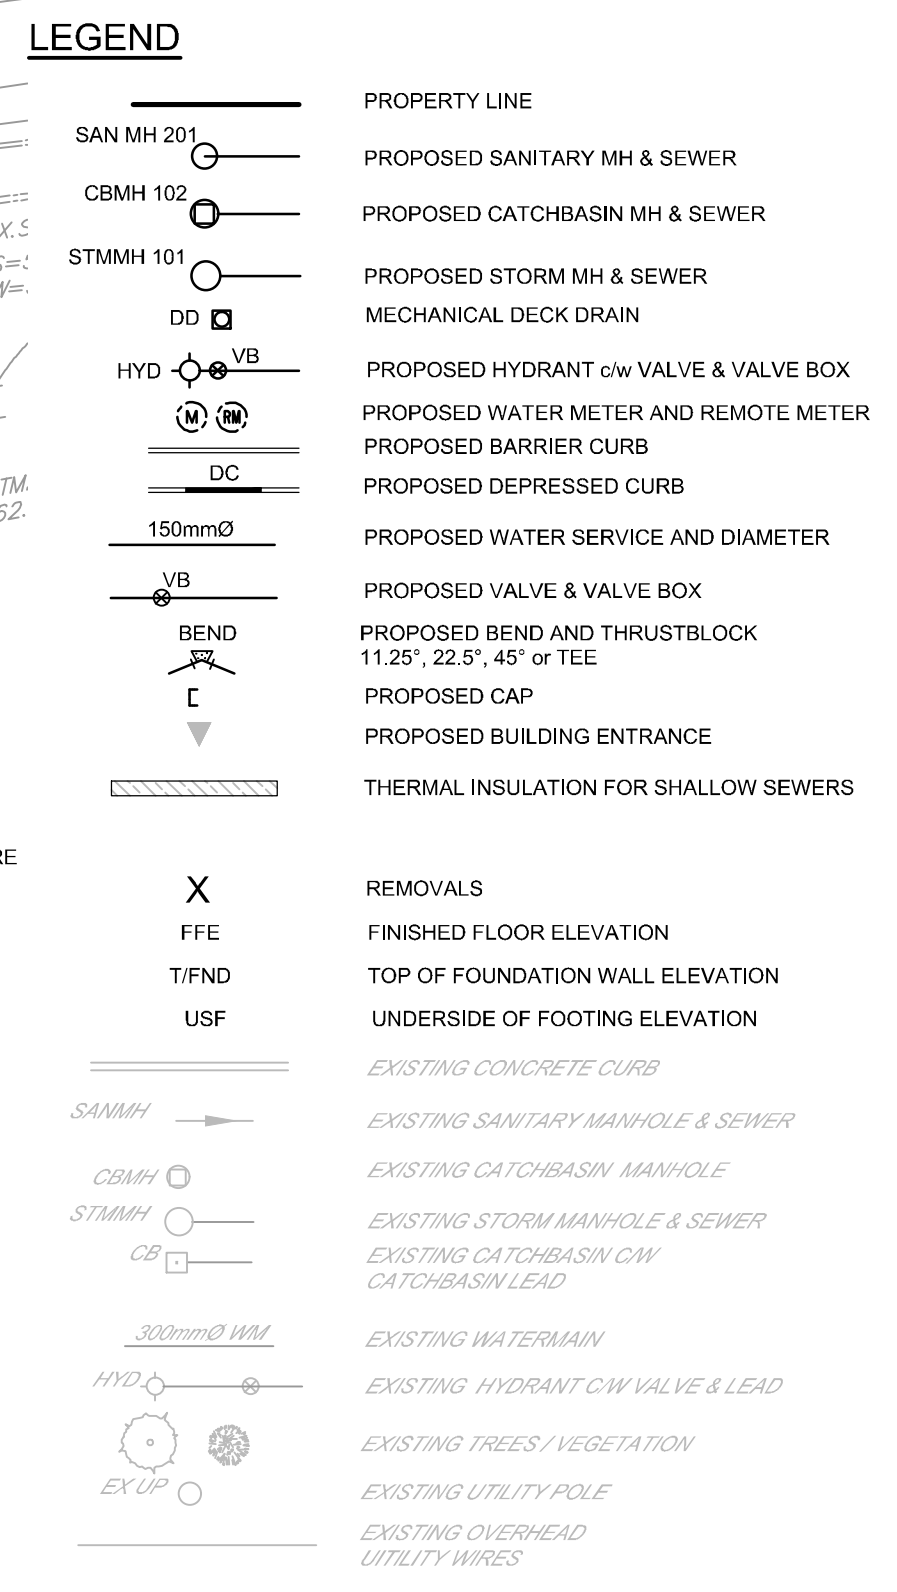 LEGEND
PROPERTY LINE
SAN MH 201
PROPOSED SANITARY MH & SEWER
CBMH 102
PROPOSED CATCHBASIN MH & SEWER
STMMH 101
PROPOSED STORM MH & SEWER
DD
MECHANICAL DECK DRAIN
HYD
VB
PROPOSED HYDRANT c/w VALVE & VALVE BOX
M
RM
PROPOSED WATER METER AND REMOTE METER
PROPOSED BARRIER CURB
DC
PROPOSED DEPRESSED CURB
150mmØ
PROPOSED WATER SERVICE AND DIAMETER
VB
PROPOSED VALVE & VALVE BOX
BEND
PROPOSED BEND AND THRUSTBLOCK
11.25°, 22.5°, 45° or TEE
PROPOSED CAP
PROPOSED BUILDING ENTRANCE
THERMAL INSULATION FOR SHALLOW SEWERS
RE
X
REMOVALS
FFE
FINISHED FLOOR ELEVATION
T/FND
TOP OF FOUNDATION WALL ELEVATION
USF
UNDERSIDE OF FOOTING ELEVATION
EXISTING CONCRETE CURB
SANMH
EXISTING SANITARY MANHOLE & SEWER
CBMH
EXISTING CATCHBASIN MANHOLE
STMMH
EXISTING STORM MANHOLE & SEWER
CB
EXISTING CATCHBASIN C/W
CATCHBASIN LEAD
300mmØ WM
EXISTING WATERMAIN
HYD
EXISTING HYDRANT C/W VALVE & LEAD
EXISTING TREES / VEGETATION
EX UP
EXISTING UTILITY POLE
EXISTING OVERHEAD
UITILITY WIRES